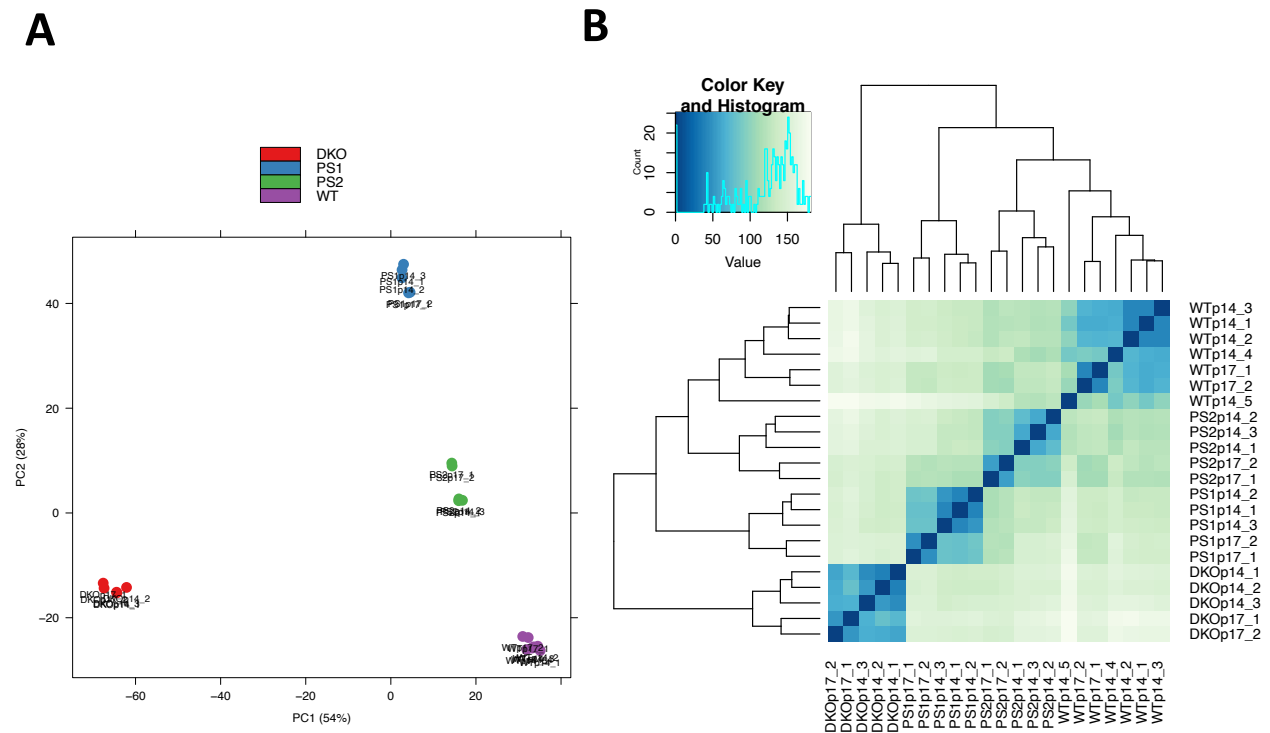 A
B
DKO
PS1
PS2
WT
PS1p14_3
PS1p14_1
PS1p14_2
PS2p17_1
PS2p17_2
DKOp14_2
DKOp14_3
WTp14_1
40
20
0
−20
−60
−40
−20
0
20
PC2 (28%)
PC1 (54%)
Color Key
and Histogram
Count
0
10
20
0
50
100
150
Value
WTp14_3
WTp14_1
WTp14_2
WTp14_4
WTp17_1
WTp17_2
WTp14_5
PS2p14_2
PS2p14_3
PS2p14_1
PS2p17_2
PS2p17_1
PS1p14_2
PS1p14_1
PS1p14_3
PS1p17_2
PS1p17_1
DKOp14_1
DKOp14_2
DKOp14_3
DKOp17_1
DKOp17_2
DKOp17_2
DKOp17_1
DKOp14_3
DKOp14_2
DKOp14_1
PS1p17_1
PS1p17_2
PS1p14_3
PS1p14_1
PS1p14_2
PS2p17_1
PS2p17_2
PS2p14_1
PS2p14_3
PS2p14_2
WTp14_5
WTp17_2
WTp17_1
WTp14_4
WTp14_2
WTp14_1
WTp14_3